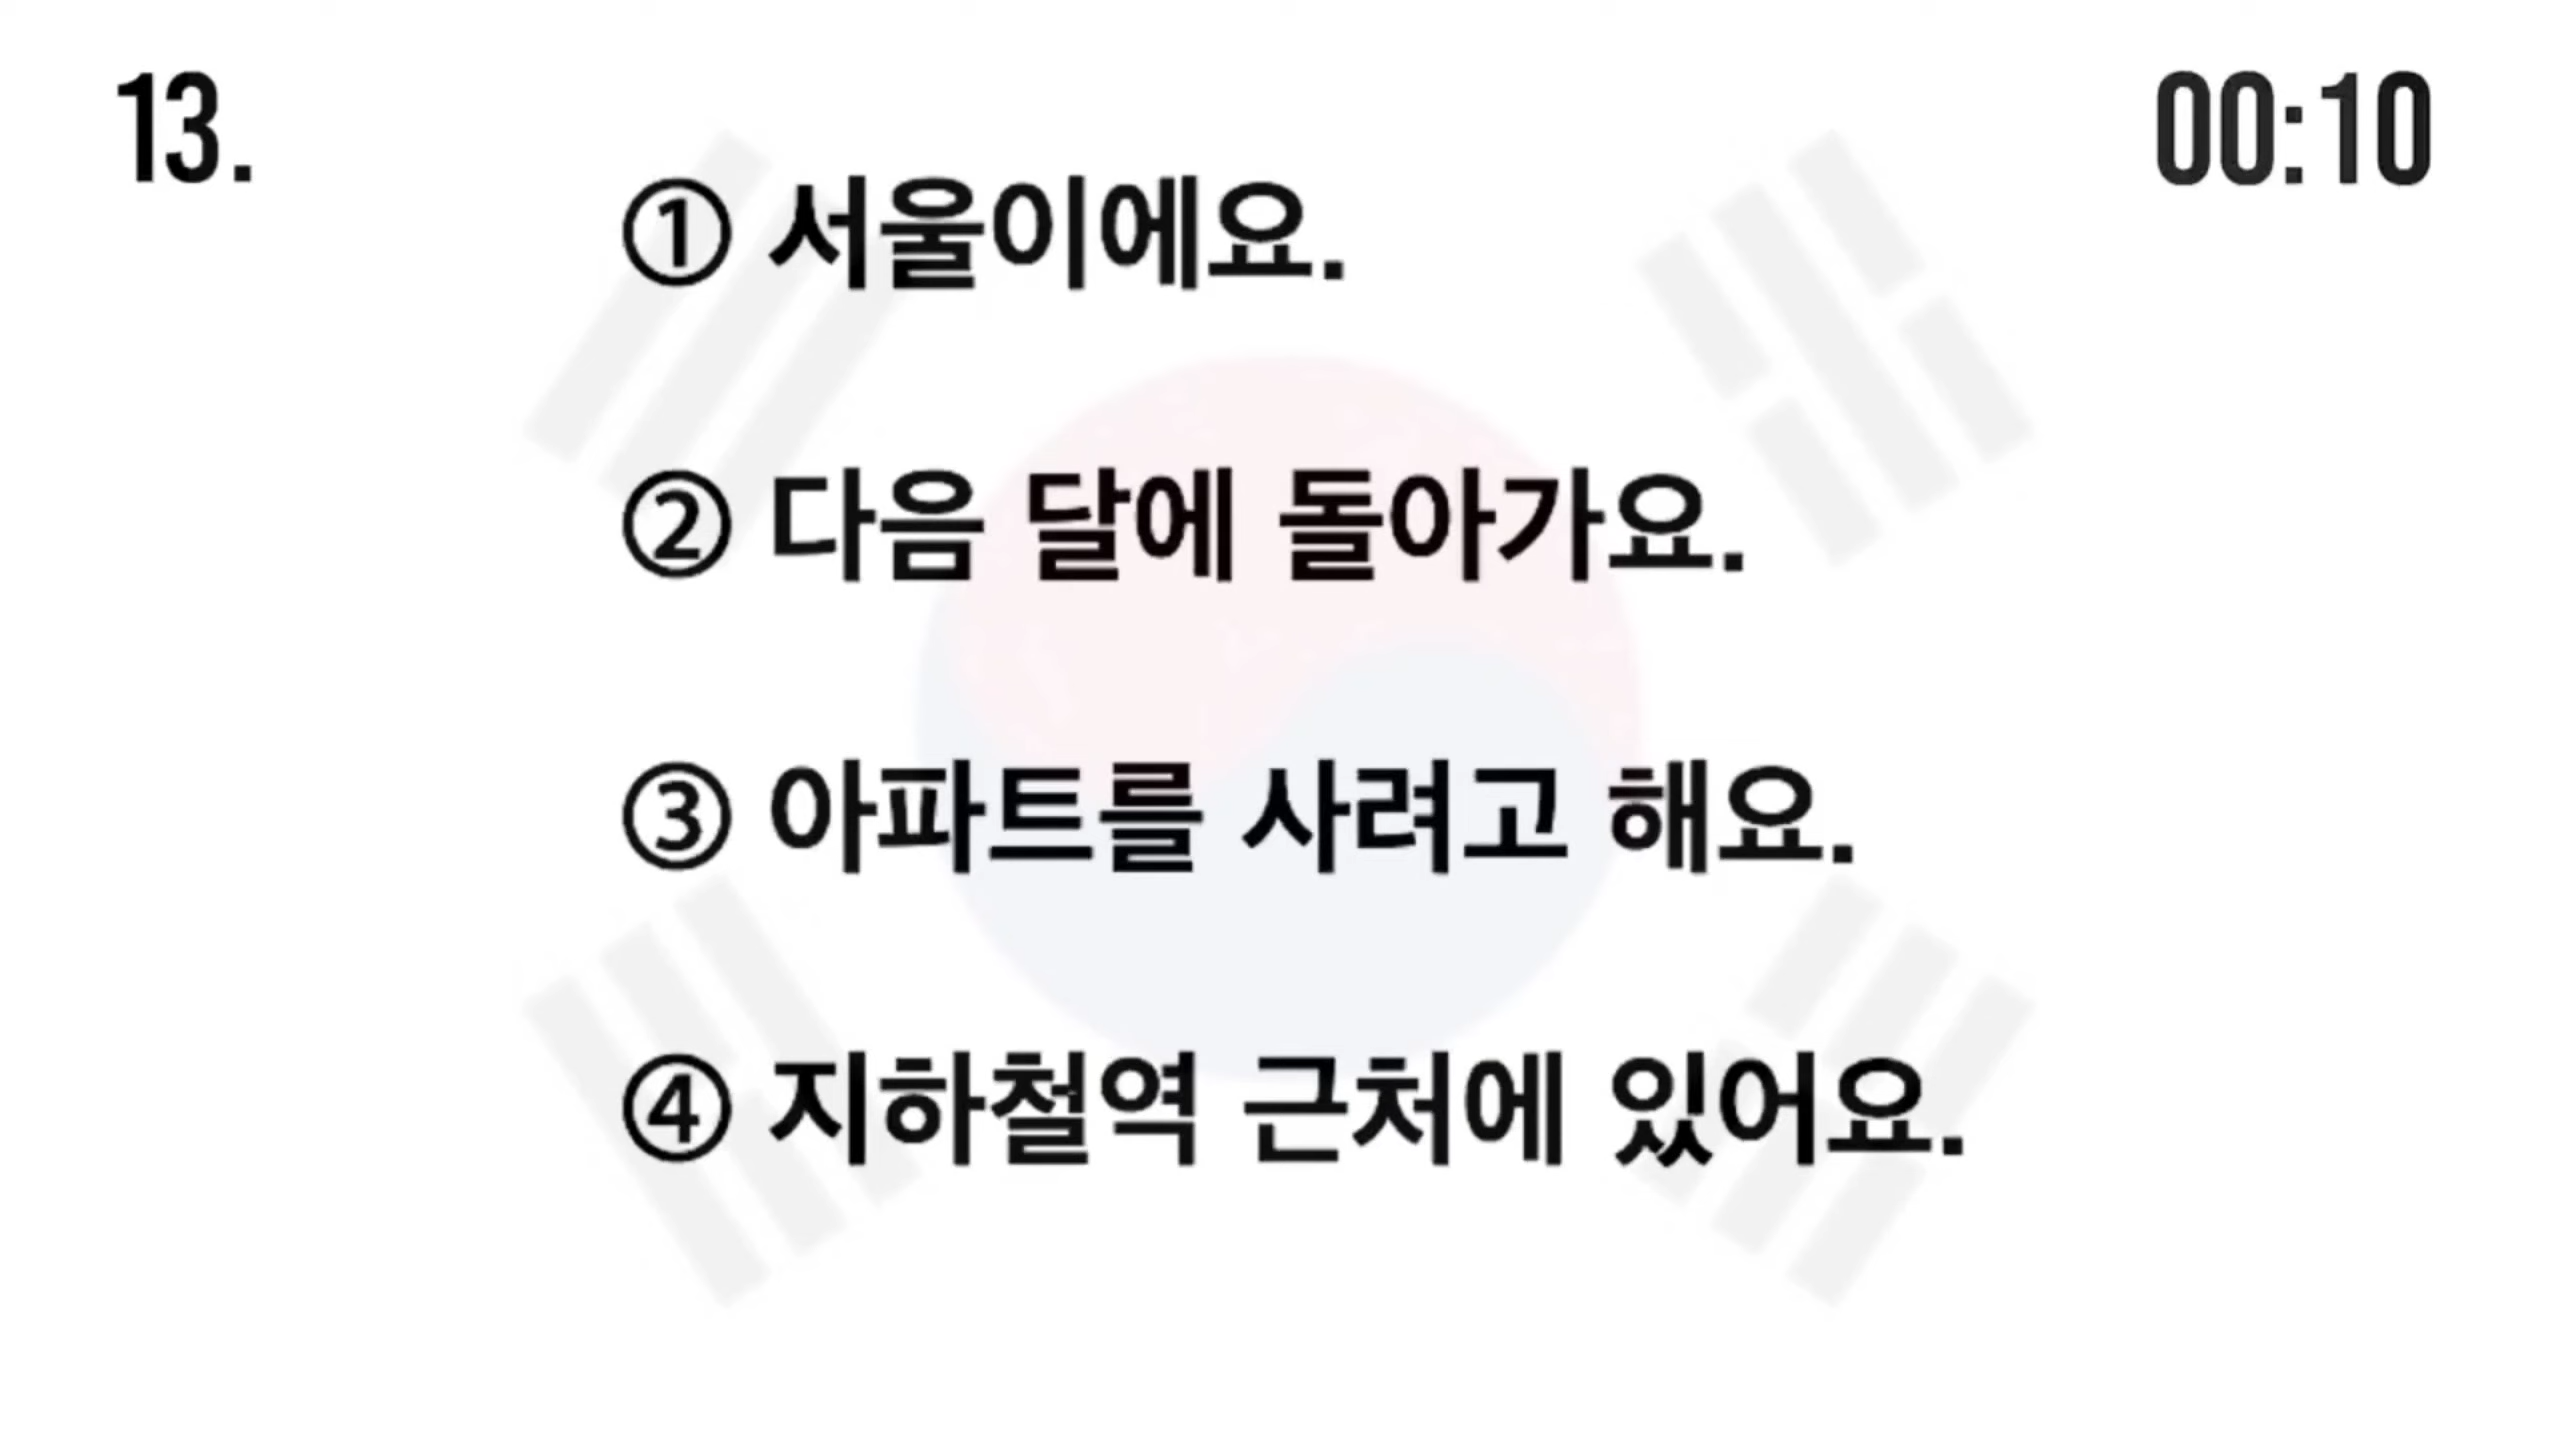 13.
00:10
① 서울이에요.
② 다음 달에 돌아가요.
③ 아파트를 사려고 해요.
④ 지하철역 근처에 있어요.